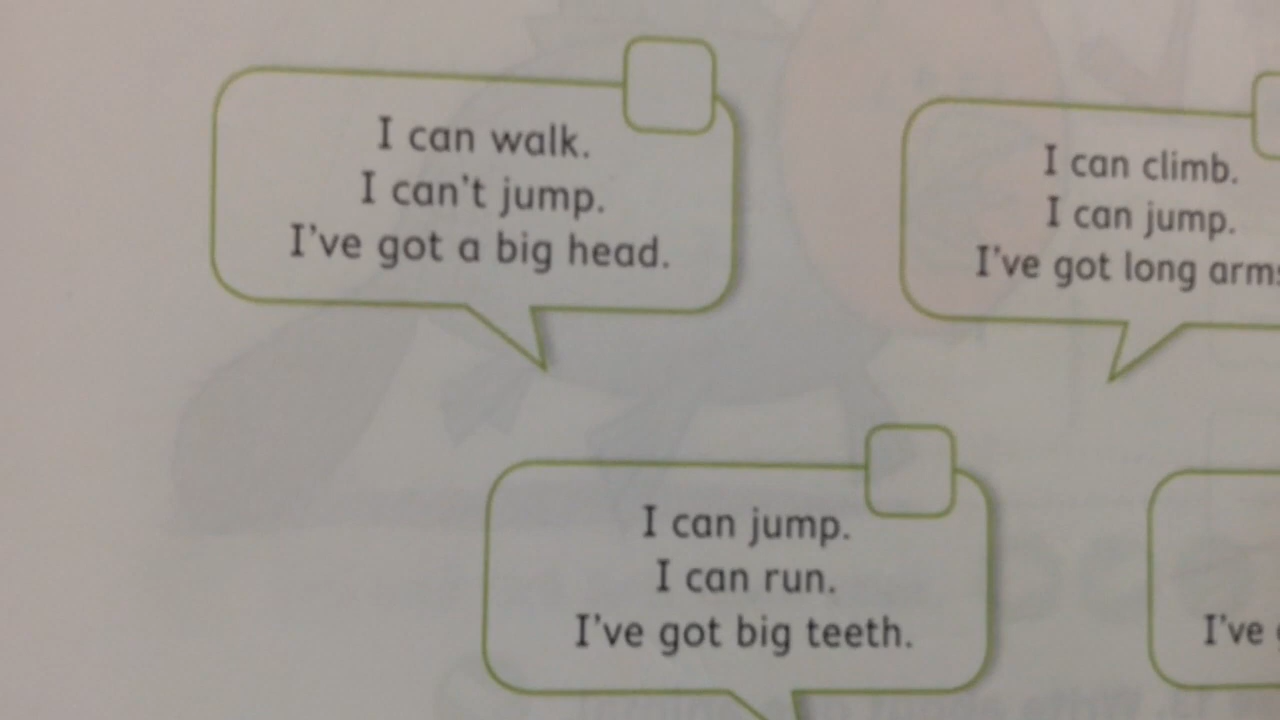 I can walk.
I can't jump.
I've got a big head.
I can climb.
I can jump.
I've got long
I can jump.
I can run.
I've got big teeth.
I've